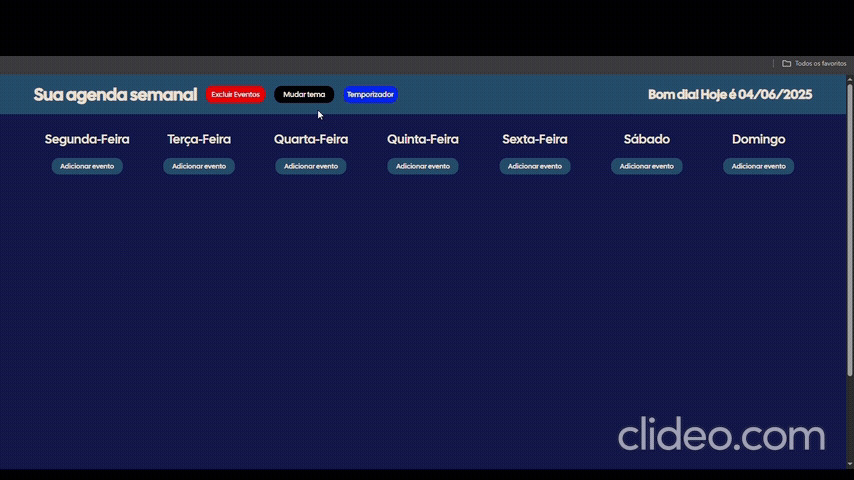 Todos os favoritos
Sua agenda semanal Excluir Eventos Mudar tema Temporizador Bom dia! Hoje é 04/06/2025
Segunda-Feira Terça-Feira Quarta-Feira Quinta-Feira Sexta-Feira Sábado Domingo
Adicionar evento Adicionar evento Adicionar evento Adicionar evento Adicionar evento Adicionar evento Adicionar evento
clideo.com